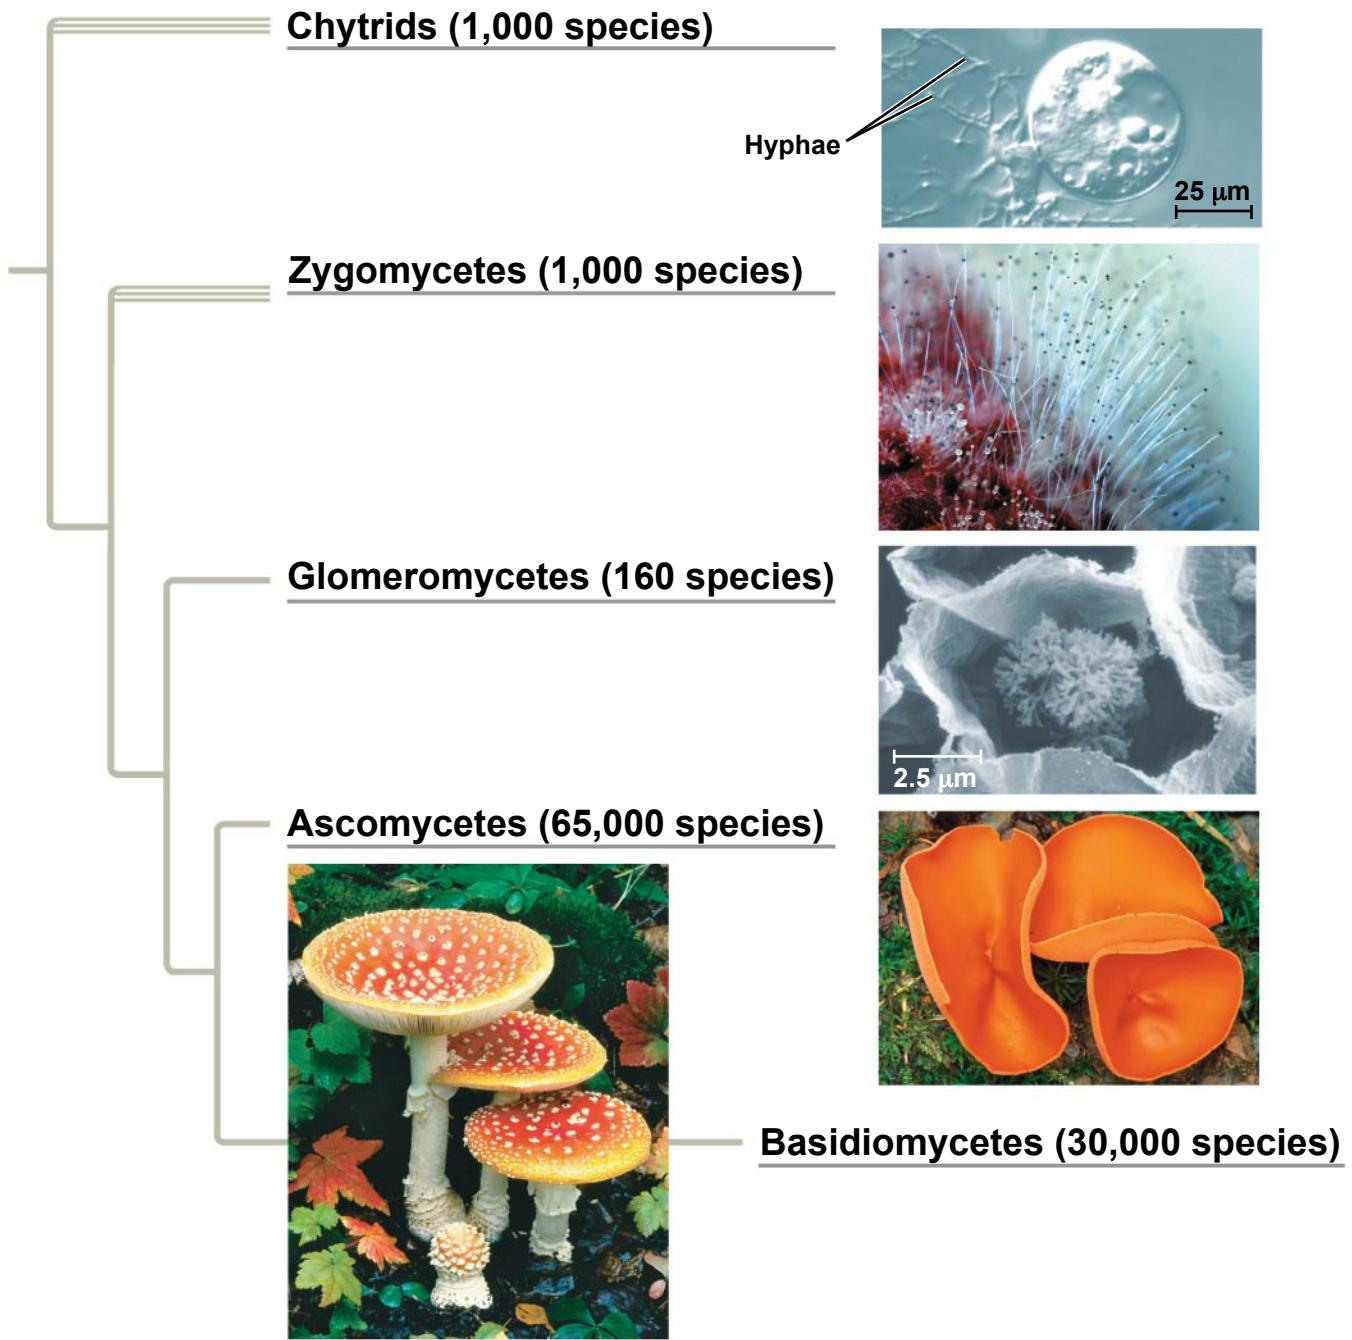 Chytrids (1,000 species)
Hyphae
25 μm
Zygomycetes (1,000 species)
Glomeromycetes (160 species)
2.5 μm
Ascomycetes (65,000 species)
Basidiomycetes (30,000 species)